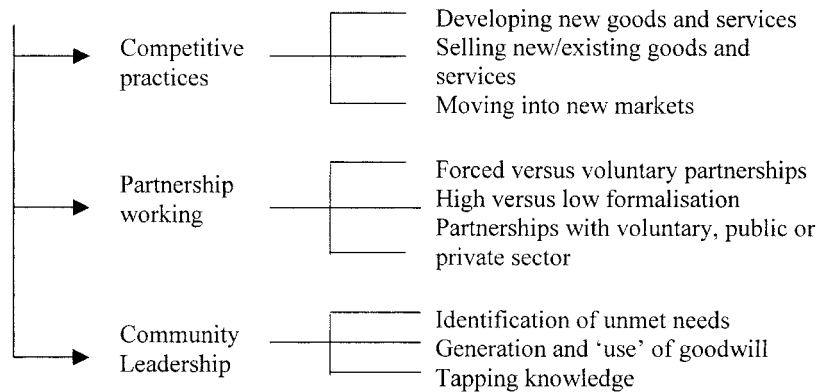 Competitive
practices
Developing new goods and services
Selling new/existing goods and
services
Moving into new markets
Partnership
working
Forced versus voluntary partnerships
High versus low formalisation
Partnerships with voluntary, public or
private sector
Community
Leadership
Identification of unmet needs
Generation and ‘use’ of goodwill
Tapping knowledge